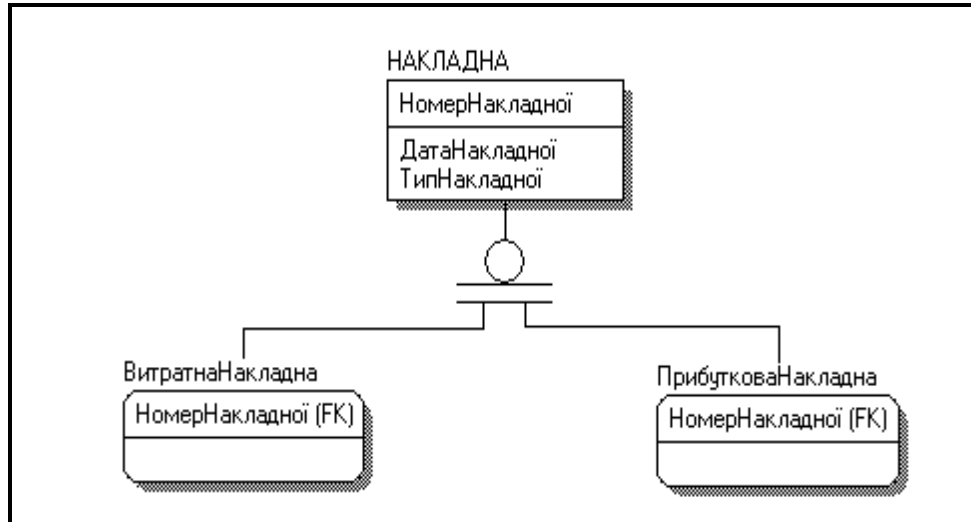 НАКЛАДНА
НомерНакладної
ДатаНакладної
ТипНакладної
ВитратнаНакладна
НомерНакладної (FK)
ПрибутковаНакладна
НомерНакладної (FK)